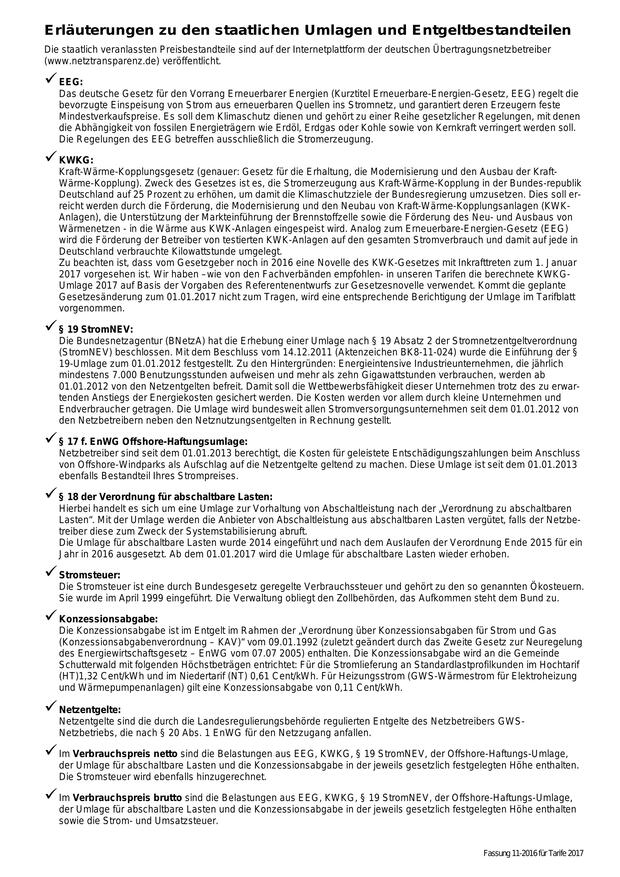 Erläuterungen zu den staatlichen Umlagen und Entgeltbestandteilen
Die staatlich veranlassten Preisbestandteile sind auf der Internetplattform der deutschen Übertragungsnetzbetreiber
(www.netztransparenz.de) veröffentlicht.
✓ EEG:
Das deutsche Gesetz für den Vorrang Erneuerbarer Energien (Kurztitel Erneuerbare-Energien-Gesetz, EEG) regelt die
bevorzugte Einspeisung von Strom aus erneuerbaren Quellen ins Stromnetz, und garantiert deren Erzeugern feste
Mindestverkaufspreise. Es soll dem Klimaschutz dienen und gehört zu einer Reihe gesetzlicher Regelungen, mit denen
die Abhängigkeit von fossilen Energieträgern wie Erdöl, Erdgas oder Kohle sowie von Kernkraft verringert werden soll.
Die Regelungen des EEG betreffen ausschließlich die Stromerzeugung.
✓ KWKG:
Kraft-Wärme-Kopplungsgesetz (genauer: Gesetz für die Erhaltung, die Modernisierung und den Ausbau der Kraft-
Wärme-Kopplung). Zweck des Gesetzes ist es, die Stromerzeugung aus Kraft-Wärme-Kopplung in der Bundes-republik
Deutschland auf 25 Prozent zu erhöhen, um damit die Klimaschutzziele der Bundesregierung umzusetzen. Dies soll er-
reicht werden durch die Förderung, die Modernisierung und den Neubau von Kraft-Wärme-Kopplungsanlagen (KWK-
Anlagen), die Unterstützung der Markteinführung der Brennstoffzelle sowie die Förderung des Neu- und Ausbaus von
Wärmenetzen - in die Wärme aus KWK-Anlagen eingespeist wird. Analog zum Erneuerbare-Energien-Gesetz (EEG)
wird die Förderung der Betreiber von testierten KWK-Anlagen auf den gesamten Stromverbrauch und damit auf jede in
Deutschland verbrauchte Kilowattstunde umgelegt.
Zu beachten ist, dass vom Gesetzgeber noch in 2016 eine Novelle des KWK-Gesetzes mit Inkrafttreten zum 1. Januar
2017 vorgesehen ist. Wir haben –wie von den Fachverbänden empfohlen- in unseren Tarifen die berechnete KWKG-
Umlage 2017 auf Basis der Vorgaben des Referentenentwurfs zur Gesetzesnovelle verwendet. Kommt die geplante
Gesetzesänderung zum 01.01.2017 nicht zum Tragen, wird eine entsprechende Berichtigung der Umlage im Tarifblatt
vorgenommen.
✓ § 19 StromNEV:
Die Bundesnetzagentur (BNetzA) hat die Erhebung einer Umlage nach § 19 Absatz 2 der Stromnetzentgeltverordnung
(StromNEV) beschlossen. Mit dem Beschluss vom 14.12.2011 (Aktenzeichen BK8-11-024) wurde die Einführung der §
19-Umlage zum 01.01.2012 festgestellt. Zu den Hintergründen: Energieintensive Industrieunternehmen, die jährlich
mindestens 7.000 Benutzungsstunden aufweisen und mehr als zehn Gigawattstunden verbrauchen, werden ab
01.01.2012 von den Netzentgelten befreit. Damit soll die Wettbewerbsfähigkeit dieser Unternehmen trotz des zu erwar-
tenden Anstiegs der Energiekosten gesichert werden. Die Kosten werden vor allem durch kleine Unternehmen und
Endverbraucher getragen. Die Umlage wird bundesweit allen Stromversorgungsunternehmen seit dem 01.01.2012 von
den Netzbetreibern neben den Netznutzungsentgelten in Rechnung gestellt.
✓ § 17 f. EnWG Offshore-Haftungsumlage:
Netzbetreiber sind seit dem 01.01.2013 berechtigt, die Kosten für geleistete Entschädigungszahlungen beim Anschluss
von Offshore-Windparks als Aufschlag auf die Netzentgelte geltend zu machen. Diese Umlage ist seit dem 01.01.2013
ebenfalls Bestandteil Ihres Strompreises.
✓ § 18 der Verordnung für abschaltbare Lasten:
Hierbei handelt es sich um eine Umlage zur Vorhaltung von Abschaltleistung nach der „Verordnung zu abschaltbaren
Lasten“. Mit der Umlage werden die Anbieter von Abschaltleistung aus abschaltbaren Lasten vergütet, falls der Netzbe-
treiber diese zum Zweck der Systemstabilisierung abruft.
Die Umlage für abschaltbare Lasten wurde 2014 eingeführt und nach dem Auslaufen der Verordnung Ende 2015 für ein
Jahr in 2016 ausgesetzt. Ab dem 01.01.2017 wird die Umlage für abschaltbare Lasten wieder erhoben.
✓ Stromsteuer:
Die Stromsteuer ist eine durch Bundesgesetz geregelte Verbrauchssteuer und gehört zu den so genannten Ökosteuern.
Sie wurde im April 1999 eingeführt. Die Verwaltung obliegt den Zollbehörden, das Aufkommen steht dem Bund zu.
✓ Konzessionsabgabe:
Die Konzessionsabgabe ist im Entgelt im Rahmen der „Verordnung über Konzessionsabgaben für Strom und Gas
(Konzessionsabgabenverordnung – KAV)“ vom 09.01.1992 (zuletzt geändert durch das Zweite Gesetz zur Neuregelung
des Energiewirtschaftsgesetz – EnWG vom 07.07 2005) enthalten. Die Konzessionsabgabe wird an die Gemeinde
Schutterwald mit folgenden Höchstbeträgen entrichtet: Für die Stromlieferung an Standardlastprofilkunden im Hochtarif
(HT)1,32 Cent/kWh und im Niedertarif (NT) 0,61 Cent/kWh. Für Heizungsstrom (GWS-Wärmestrom für Elektroheizung
und Wärmepumpenanlagen) gilt eine Konzessionsabgabe von 0,11 Cent/kWh.
✓ Netzentgelte:
Netzentgelte sind die durch die Landesregulierungsbehörde regulierten Entgelte des Netzbetreibers GWS-
Netzbetriebs, die nach § 20 Abs. 1 EnWG für den Netzzugang anfallen.
✓ Im Verbrauchspreis netto sind die Belastungen aus EEG, KWKG, § 19 StromNEV, der Offshore-Haftungs-Umlage,
der Umlage für abschaltbare Lasten und die Konzessionsabgabe in der jeweils gesetzlich festgelegten Höhe enthalten.
Die Stromsteuer wird ebenfalls hinzugerechnet.
✓ Im Verbrauchspreis brutto sind die Belastungen aus EEG, KWKG, § 19 StromNEV, der Offshore-Haftungs-Umlage,
der Umlage für abschaltbare Lasten und die Konzessionsabgabe in der jeweils gesetzlich festgelegten Höhe enthalten
sowie die Strom- und Umsatzsteuer.
Fassung 11-2016 für Tarife 2017